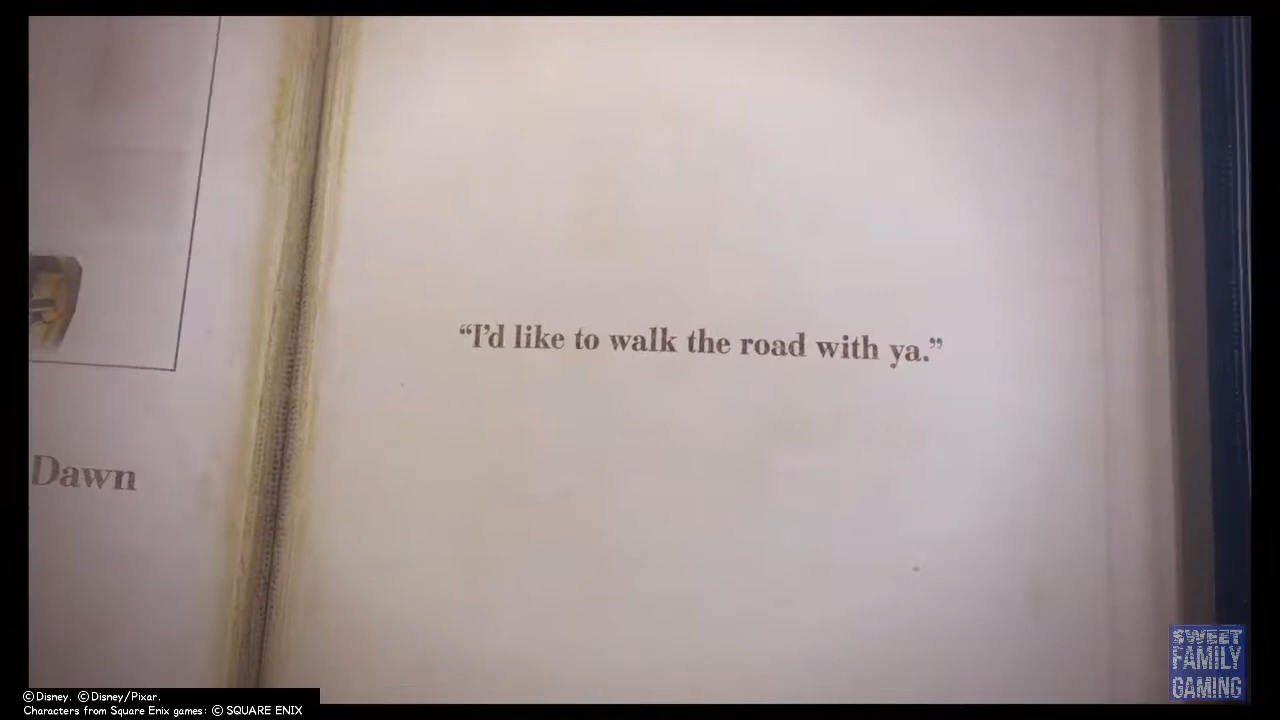 “I’d like to walk the road with ya.”
Dawn
©Disney. ©Disney/Pixar.
Characters from Square Enix games: © SQUARE ENIX
SWEET
FAMILY
GAMING